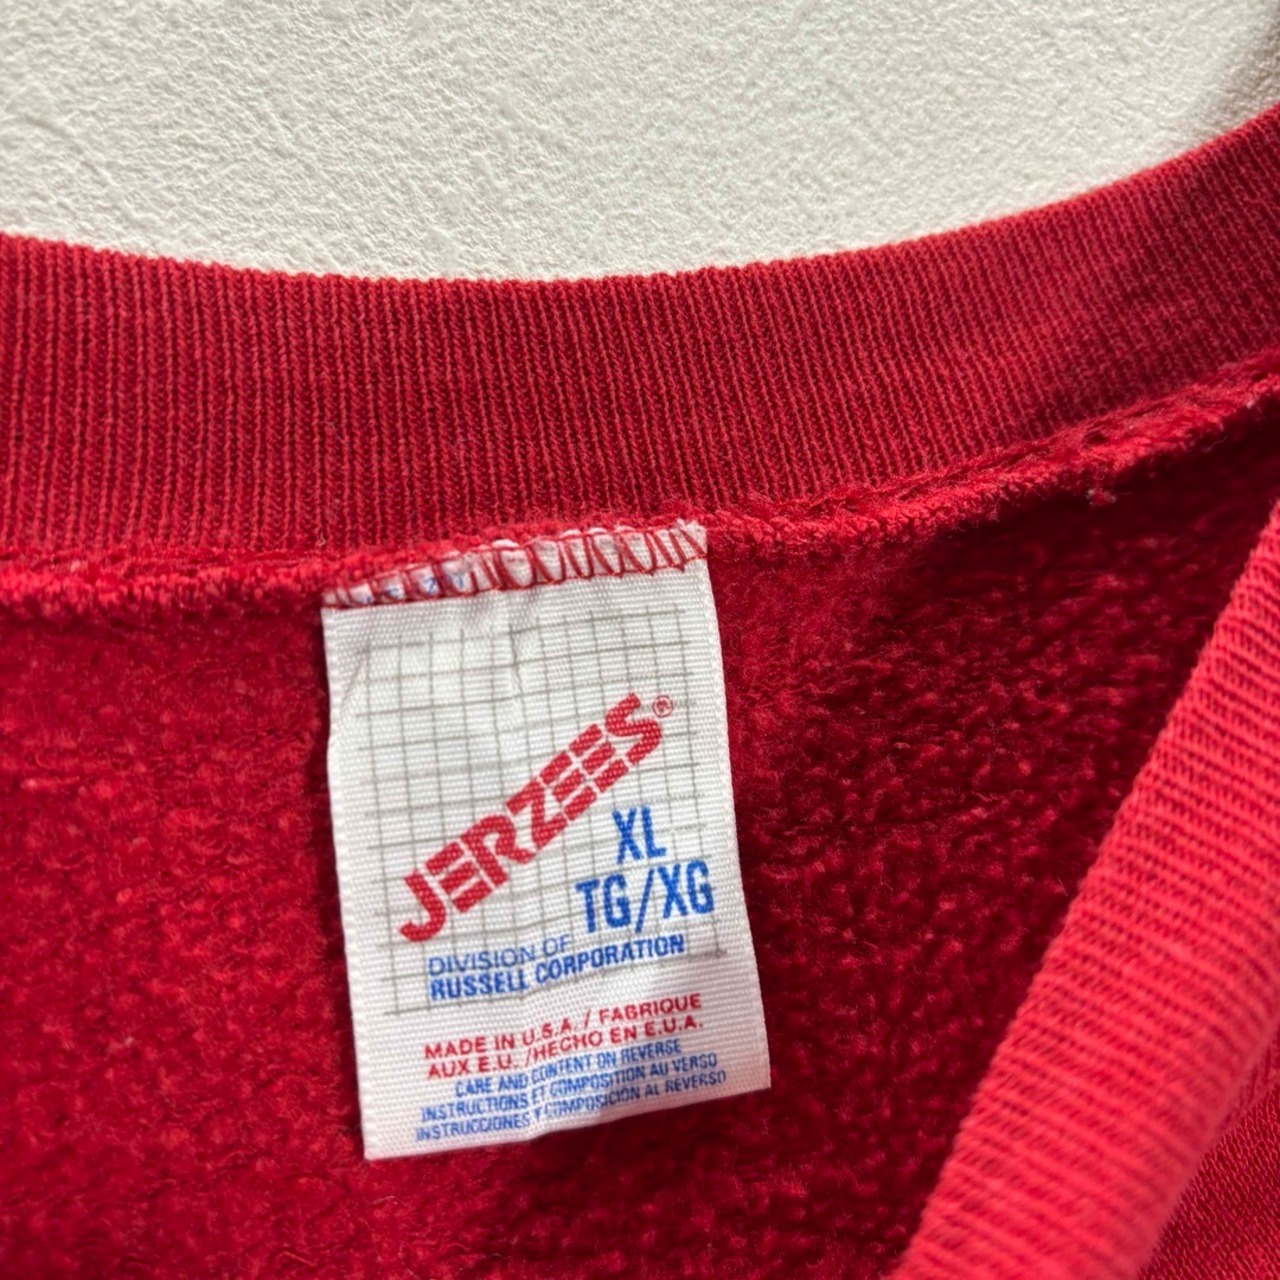 JERZEES®
XL
TG/XG
DIVISION OF
RUSSELL CORPORATION
MADE IN U.S.A. / FABRIQUE
AUX E.U. /HECHO EN E.U.A.
CARE AND CONTENT ON REVERSE
INSTRUCTIONS ET COMPOSITION AU VERSO
INSTRUCCIONES Y COMPOSICIÓN AL REVERSO